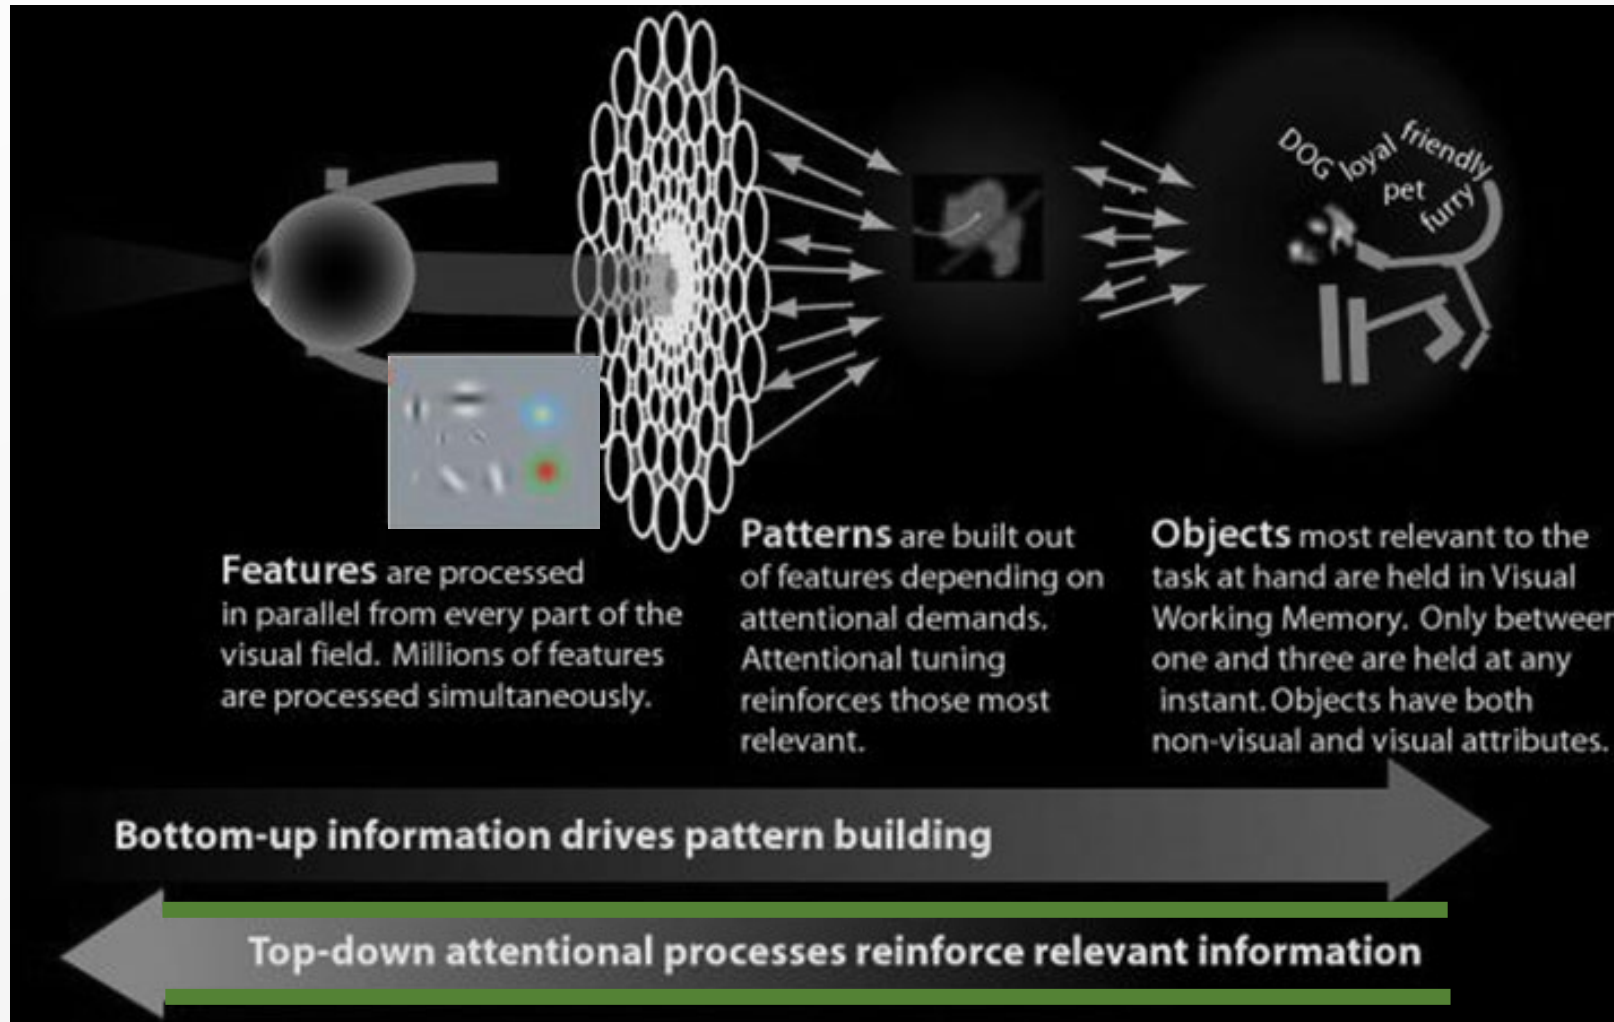 DOG
loyal
friendly
pet
furry
Features are processed
in parallel from every part of the
visual field. Millions of features
are processed simultaneously.
Patterns are built out
of features depending on
attentional demands.
Attentional tuning
reinforces those most
relevant.
Objects most relevant to the
task at hand are held in Visual
Working Memory. Only between
one and three are held at any
instant. Objects have both
non-visual and visual attributes.
Bottom-up information drives pattern building
Top-down attentional processes reinforce relevant information